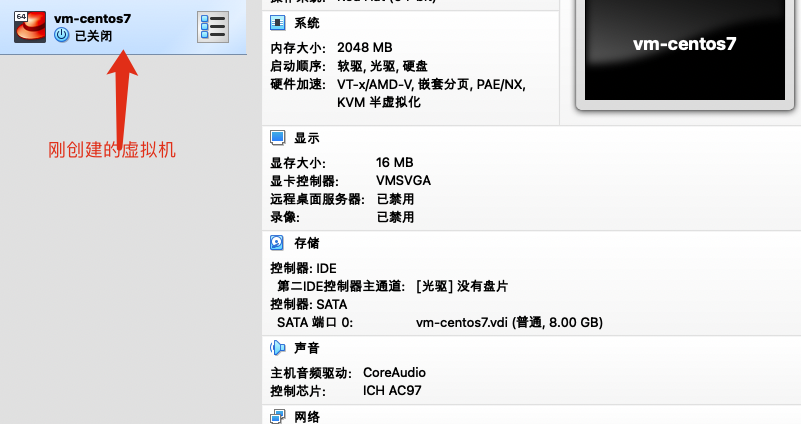 64
vm-centos7
已关闭
刚创建的虚拟机
系统
内存大小: 2048 MB
启动顺序: 软驱, 光驱, 硬盘
硬件加速: VT-x/AMD-V, 嵌套分页, PAE/NX,
KVM 半虚拟化
vm-centos7
显示
显存大小: 16 MB
显卡控制器: VMSVGA
远程桌面服务器: 已禁用
录像: 已禁用
存储
控制器: IDE
第二IDE控制器主通道: [光驱] 没有盘片
控制器: SATA
SATA 端口 0: vm-centos7.vdi (普通, 8.00 GB)
声音
主机音频驱动: CoreAudio
控制芯片: ICH AC97
网络